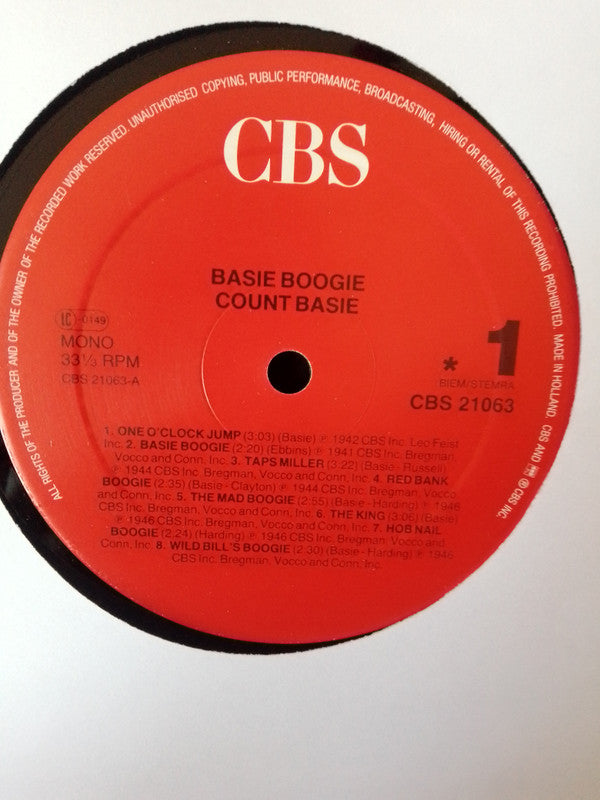 ALL RIGHTS OF THE PRODUCER AND OF THE OWNER OF THE RECORDED WORK RESERVED. UNAUTHORISED COPYING, PUBLIC PERFORMANCE, BROADCASTING, HIRING OR RENTAL OF THIS RECORDING PROHIBITED. MADE IN HOLLAND. CBS AND ℗ © CBS INC.
CBS
BASIE BOOGIE
COUNT BASIE
LC-0149
MONO
33⅓ RPM
CBS 21063-A
* 1
BIEM/STEMRA
CBS 21063
1. ONE O'CLOCK JUMP (3:03) (Basie) ℗ 1942 CBS Inc. Leo Feist
Inc. 2. BASIE BOOGIE (2:20) (Ebbins) ℗ 1941 CBS Inc. Bregman,
Vocco and Conn, Inc. 3. TAPS MILLER (3:22) (Basie - Russell)
℗ 1944 CBS Inc. Bregman, Vocco and Conn, Inc. 4. RED BANK
BOOGIE (2:35) (Basie - Clayton) ℗ 1944 CBS Inc. Bregman, Vocco
and Conn, Inc. 5. THE MAD BOOGIE (2:55) (Basie - Harding) ℗ 1946
CBS Inc. Bregman, Vocco and Conn, Inc. 6. THE KING (3:06) (Basie)
℗ 1946 CBS Inc. Bregman, Vocco and Conn, Inc. 7. HOB NAIL
BOOGIE (2:24) (Harding) ℗ 1946 CBS Inc. Bregman, Vocco and
Conn, Inc. 8. WILD BILL'S BOOGIE (2:30) (Basie - Harding) ℗ 1946
CBS Inc. Bregman, Vocco and Conn, Inc.